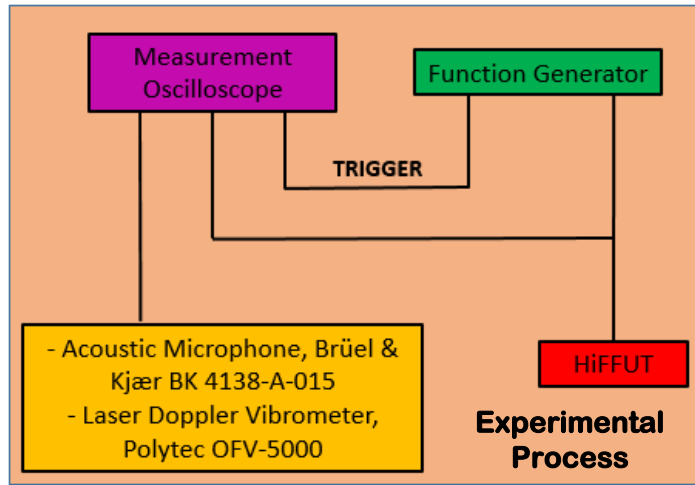 Measurement
Oscilloscope
Function Generator
TRIGGER
- Acoustic Microphone, Brüel &
Kjær BK 4138-A-015
- Laser Doppler Vibrometer,
Polytec OFV-5000
HiFFUT
Experimental
Process